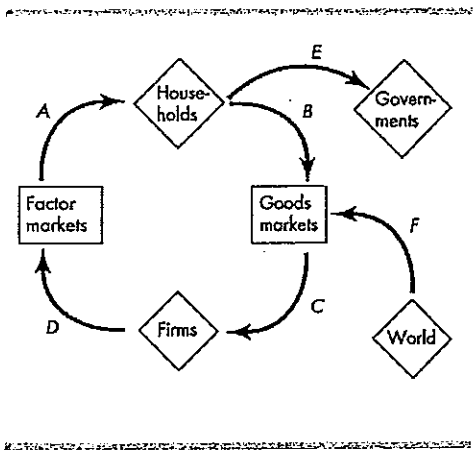 E
House-
holds
Govern-
ments
A
B
Factor
markets
Goods
markets
F
D
Firms
C
World